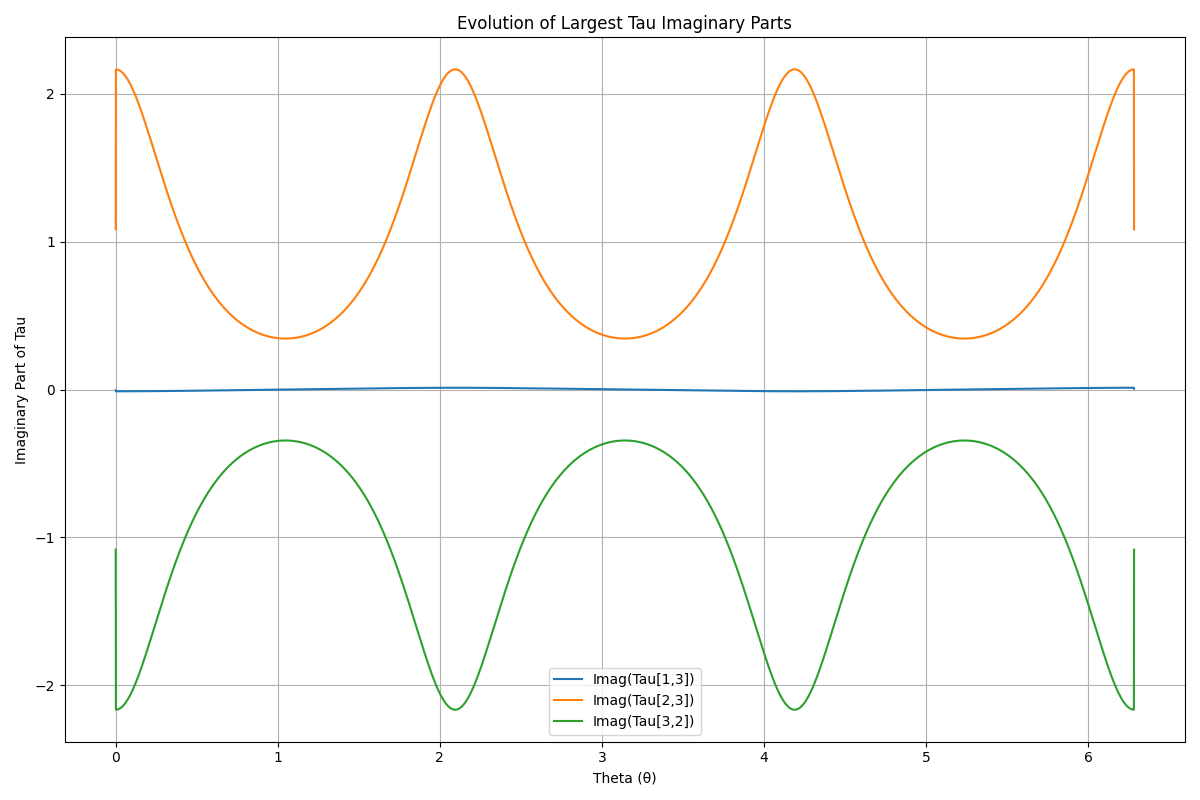 Evolution of Largest Tau Imaginary Parts
Imaginary Part of Tau
2
1
0
−1
−2
0 1 2 3 4 5 6
Theta (θ)
Imag(Tau[1,3])
Imag(Tau[2,3])
Imag(Tau[3,2])